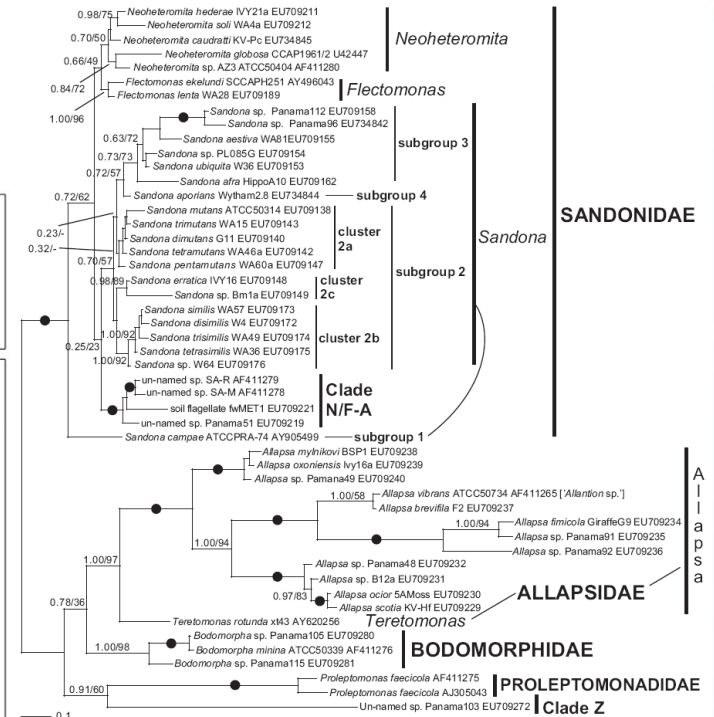 0.98/75
Neoheteromita hederae IVY21a EU709211
Neoheteromita soli WA4a EU709212
0.70/50
Neoheteromita caudratti KV-Pc EU734845
Neoheteromita
0.66/49
Neoheteromita globosa CCAP1961/2 U42447
Neoheteromita sp. AZ3 ATCC50404 AF411280
0.84/72
Flectomonas ekelundi SCCAPH251 AY496043
Flectomonas lenta WA28 EU709189
Flectomonas
1.00/96
Sandona sp. Panama112 EU709158
Sandona sp. Panama96 EU734842
0.63/72
Sandona aestiva WA81EU709155
subgroup 3
0.73/73
Sandona sp. PL085G EU709154
Sandona ubiquita W36 EU709153
0.72/57
Sandona afra HippoA10 EU709162
0.72/62
Sandona aporians Wytham2.8 EU734844
subgroup 4
Sandona mutans ATCC50314 EU709138
SANDONIDAE
Sandona trimutans WA15 EU709143
0.23/-
Sandona dimutans G11 EU709140
cluster
2a
Sandona
0.32/-
Sandona tetramutans WA46a EU709142
0.70/57
Sandona pentamutans WA60a EU709147
subgroup 2
0.98/89
Sandona erratica IVY16 EU709148
Sandona sp. Bm1a EU709149
cluster
2c
Sandona similis WA57 EU709173
Sandona disimilis W4 EU709172
1.00/92
Sandona trisimilis WA49 EU709174
cluster 2b
0.25/23
Sandona tetrasimilis WA36 EU709175
1.00/92
Sandona sp. W64 EU709176
un-named sp. SA-R AF411279
un-named sp. SA-M AF411278
Clade
N/F-A
soil flagellate fwMET1 EU709221
un-named sp. Panama51 EU709219
Sandona campae ATCCPRA-74 AY905499
subgroup 1
Allapsa mylnikovi BSP1 EU709238
Allapsa oxoniensis Ivy16a EU709239
Allapsa sp. Pamana49 EU709240
Allapsa
1.00/58
Allapsa vibrans ATCC50734 AF411265 ['Allantion sp.']
Allapsa brevifila F2 EU709237
1.00/94
Allapsa fimicola GiraffeG9 EU709234
Allapsa sp. Panama91 EU709235
1.00/94
Allapsa sp. Panama92 EU709236
1.00/97
Allapsa sp. Panama48 EU709232
Allapsa sp. B12a EU709231
0.97/83
Allapsa ocior 5AMoss EU709230
ALLAPSIDAE
0.78/36
Allapsa scotia KV-Hf EU709229
Teretomonas rotunda xt43 AY620256
Teretomonas
Bodomorpha sp. Panama105 EU709280
1.00/98
Bodomorpha minina ATCC50339 AF411276
BODOMORPHIDAE
Bodomorpha sp. Panama115 EU709281
Proleptomonas faecicola AF411275
0.91/60
Proleptomonas faecicola AJ305043
PROLEPTOMONADIDAE
Un-named sp. Panama103 EU709272
Clade Z
0.1